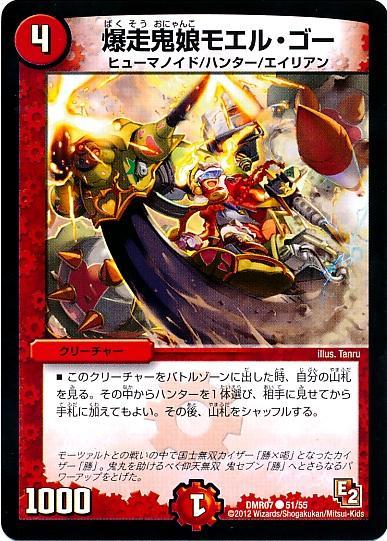 4
ばくそう おにゃんこ
爆走鬼娘モエル・ゴー
ヒューマノイド/ハンター/エイリアン
クリーチャー
illus. Tanru
■ このクリーチャーをバトルゾーンに出した時、自分の山札
を見る。その中からハンターを1体選び、相手に見せてから
手札に加えてもよい。その後、山札をシャッフルする。
モーツァルトとの戦いの中で国士無双カイザー「勝×喝」となったカイ
ザー「勝」。鬼丸を助けるべく仰天無双 鬼セブン「勝」へとさらなるパ
ワーアップをとげた。
1000
1
DMR07 ● 51/55
©2012 Wizards/Shogakukan/Mitsui-Kids
E2